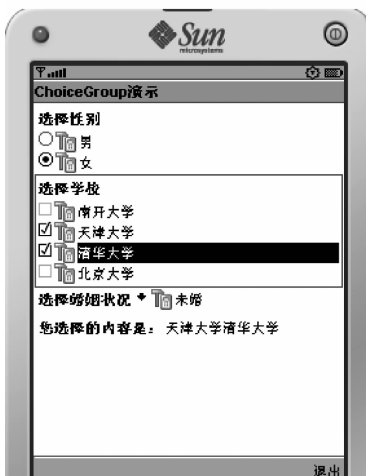 Sun
microsystems
ChoiceGroup演示
选择性别
男
女
选择学校
南开大学
天津大学
清华大学
北京大学
选择婚姻状况 未婚
您选择的内容是： 天津大学清华大学
退出